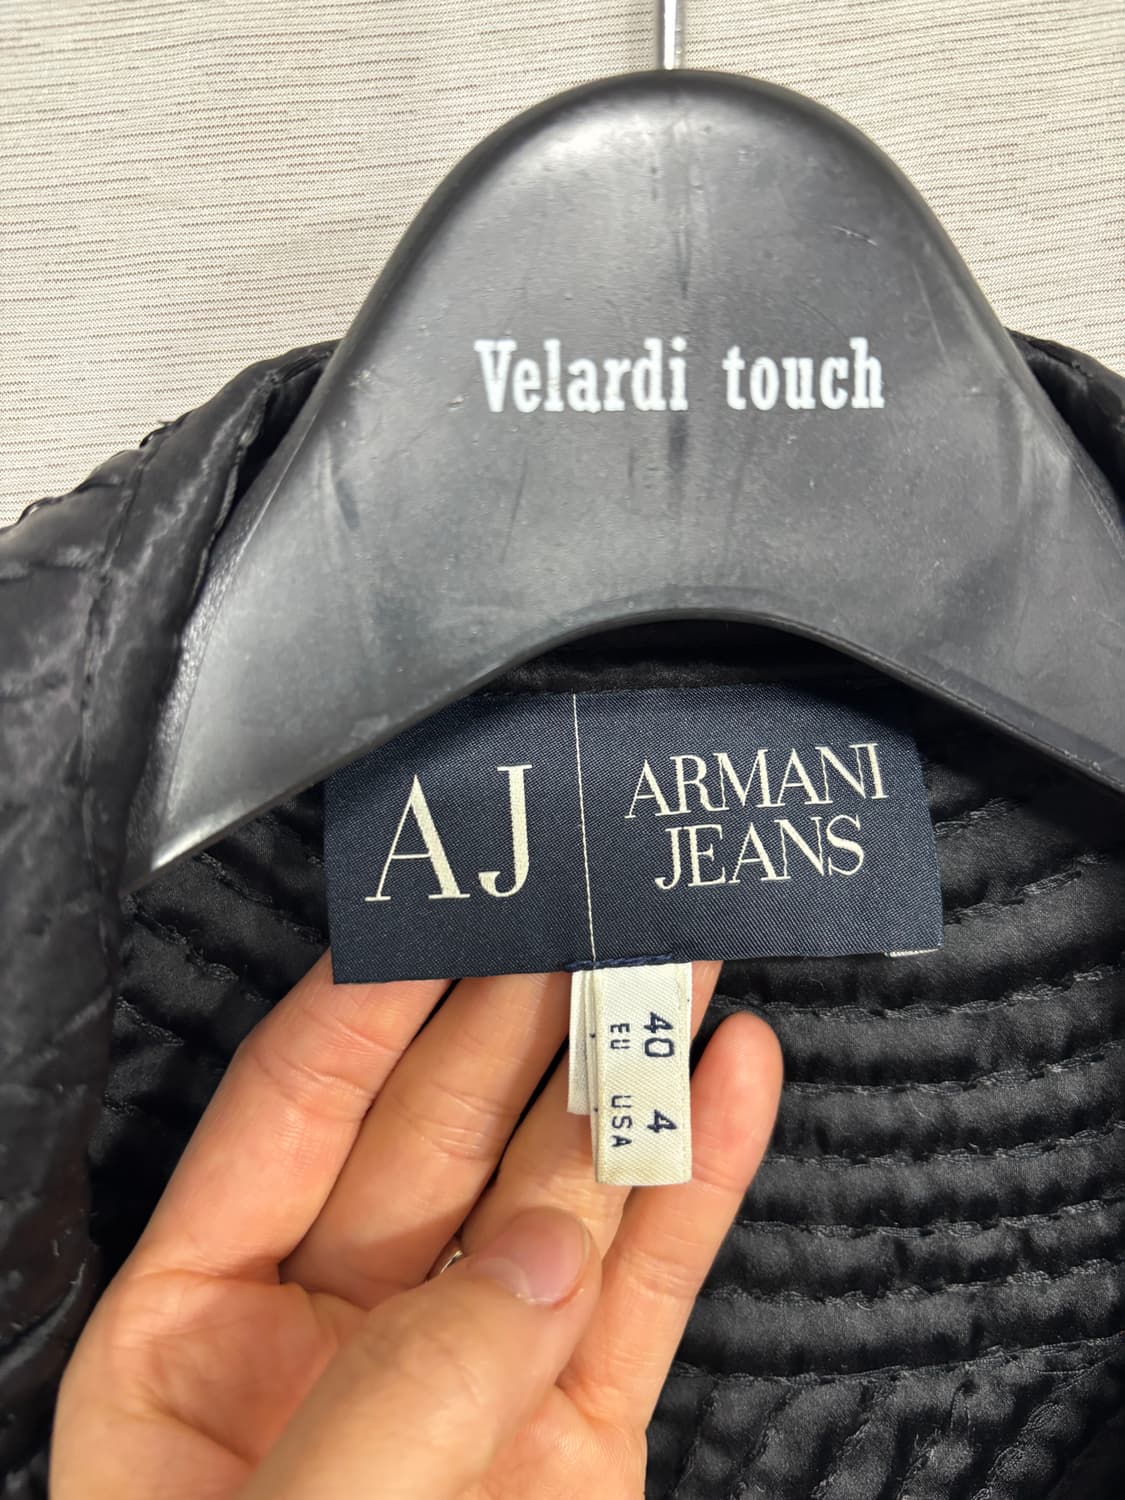 Velardi touch
AJ
ARMANI
JEANS
40 4
EU USA